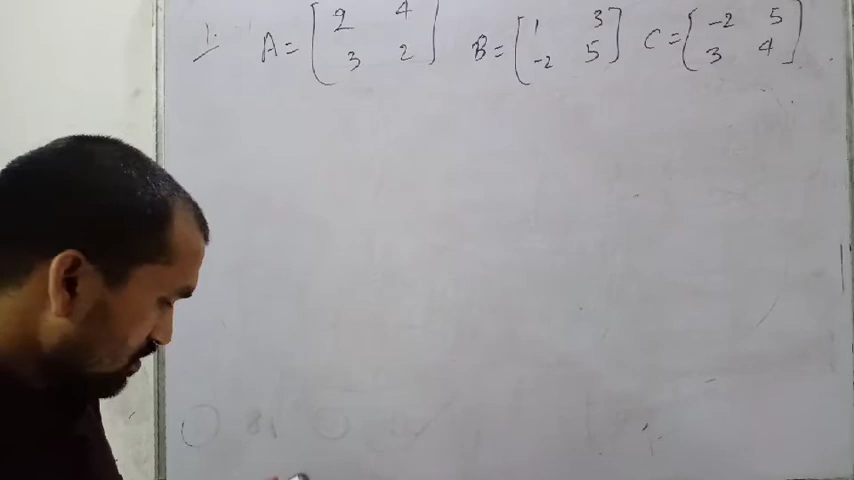 1. A = [ 2 4 B = [ 1 3 ] C = [ -2 5 ]
3 2 ] -2 5 3 4